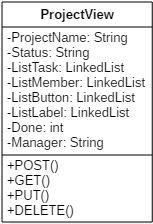 ProjectView
-ProjectName: String
-Status: String
-ListTask: LinkedList
-ListMember: LinkedList
-ListButton: LinkedList
-ListLabel: LinkedList
-Done: int
-Manager: String
+POST()
+GET()
+PUT()
+DELETE()